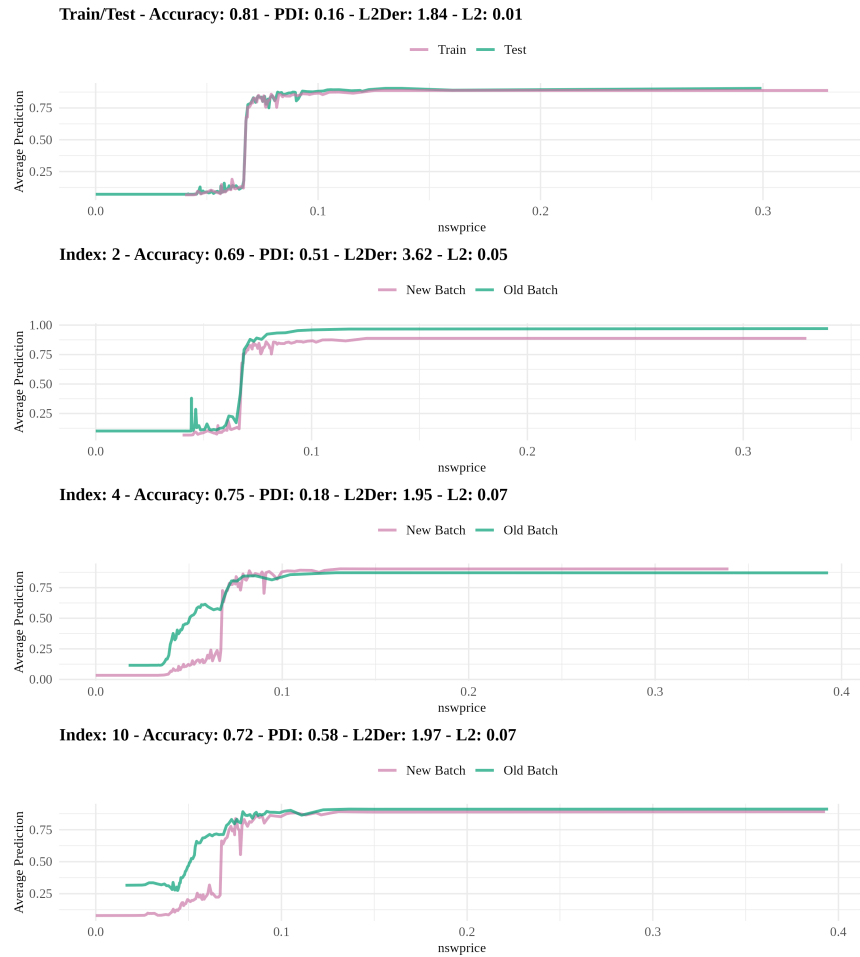 Train/Test - Accuracy: 0.81 - PDI: 0.16 - L2Der: 1.84 - L2: 0.01
Train Test
Average Prediction
0.75
0.50
0.25
0.0 0.1 0.2 0.3
nswprice
Index: 2 - Accuracy: 0.69 - PDI: 0.51 - L2Der: 3.62 - L2: 0.05
New Batch Old Batch
Average Prediction
1.00
0.75
0.50
0.25
0.0 0.1 0.2 0.3
nswprice
Index: 4 - Accuracy: 0.75 - PDI: 0.18 - L2Der: 1.95 - L2: 0.07
New Batch Old Batch
Average Prediction
0.75
0.50
0.25
0.00
0.0 0.1 0.2 0.3 0.4
nswprice
Index: 10 - Accuracy: 0.72 - PDI: 0.58 - L2Der: 1.97 - L2: 0.07
New Batch Old Batch
Average Prediction
0.75
0.50
0.25
0.0 0.1 0.2 0.3 0.4
nswprice